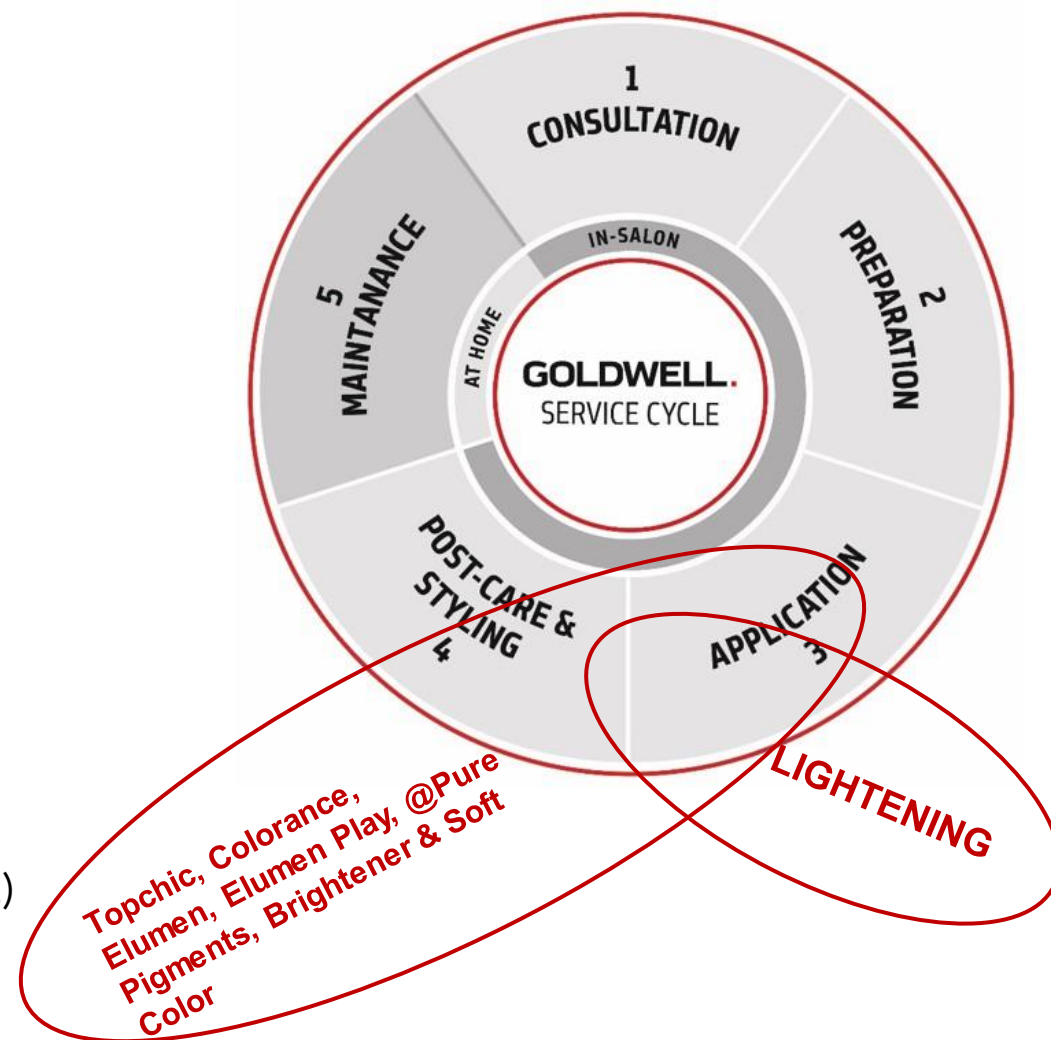 1
CONSULTATION
2
PREPARATION
APPLICATION
3
POST-CARE &
STYLING
4
5
MAINTANANCE
IN-SALON
AT HOME
GOLDWELL.
SERVICE CYCLE
LIGHTENING
Topchic, Colorance,
Elumen, Elumen Play, @Pure
Pigments, Brightener & Soft
Color
)